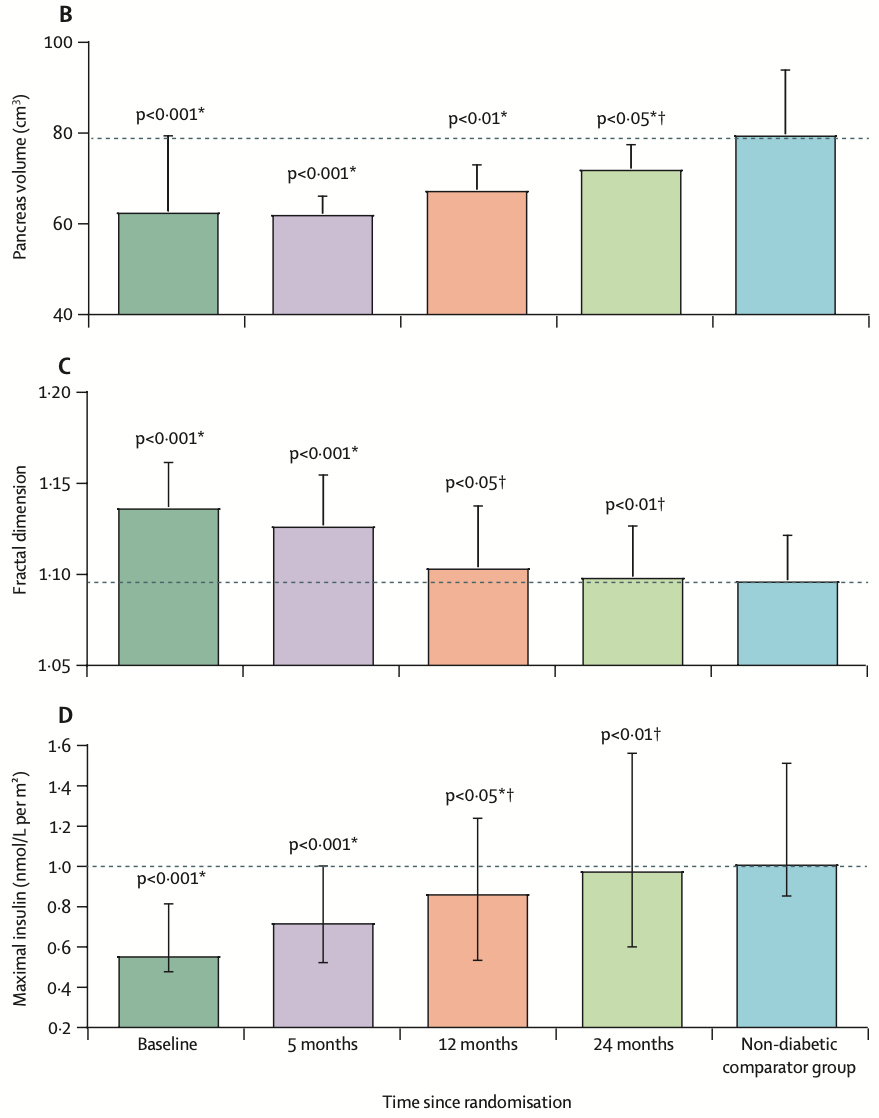 B
100
80
60
40
Pancreas volume (cm³)
p<0·001*
p<0·001*
p<0·01*
p<0·05*†
C
1·20
1·15
1·10
1·05
Fractal dimension
p<0·001*
p<0·001*
p<0·05†
p<0·01†
D
1·6
1·4
1·2
1·0
0·8
0·6
0·4
0·2
Maximal insulin (nmol/L per m²)
p<0·001*
p<0·001*
p<0·05*†
p<0·01†
Baseline
5 months
12 months
24 months
Non-diabetic
comparator group
Time since randomisation